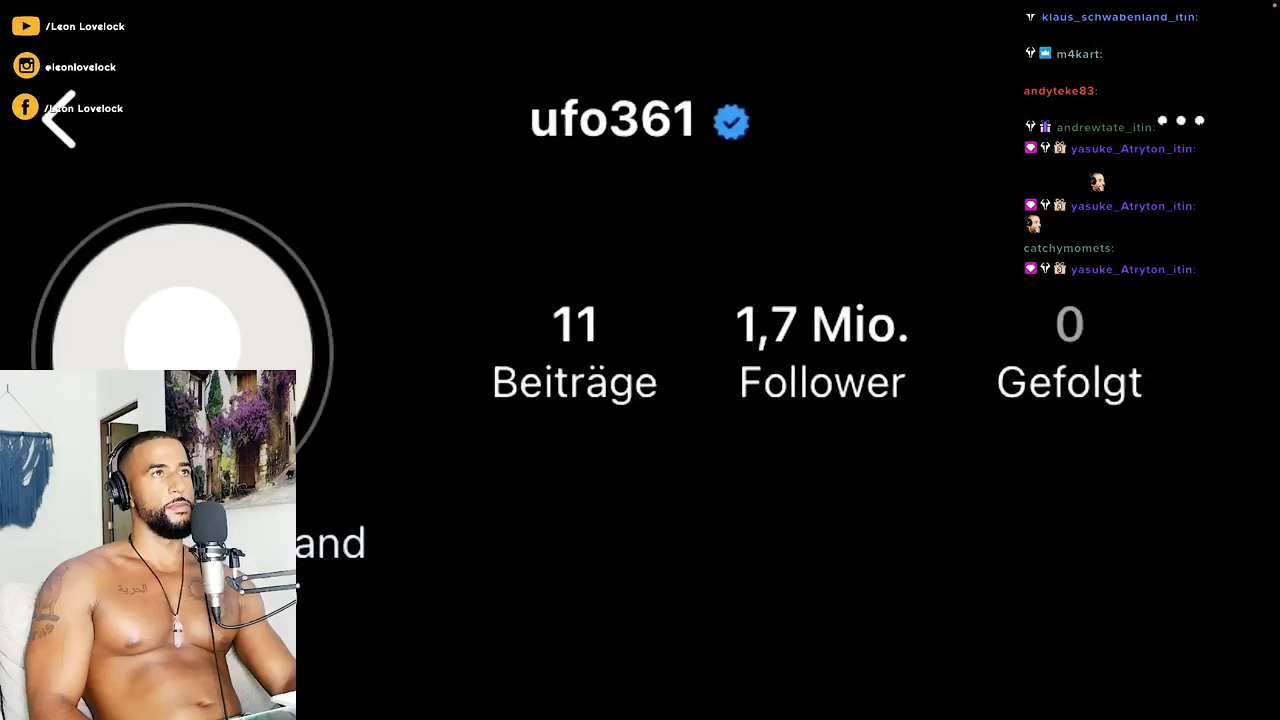 /Leon Lovelock
@leonlovelock
/Leon Lovelock
ufo361
11
Beiträge
1,7 Mio.
Follower
0
Gefolgt
and
klaus_schwabenland_itin:
m4kart:
andyteke83:
andrewtate_itin:
yasuke_Atryton_itin:
yasuke_Atryton_itin:
catchymomets:
yasuke_Atryton_itin:
الحرية